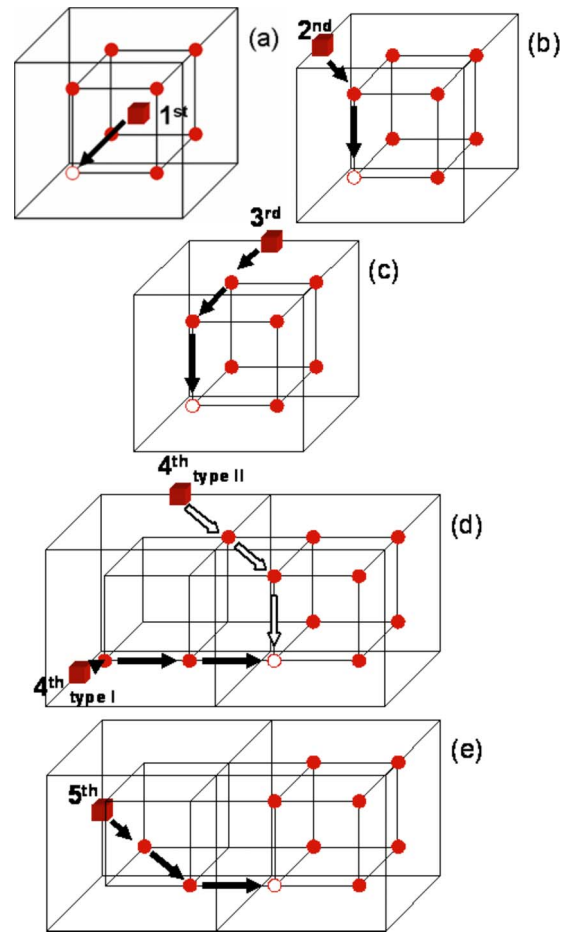 (a)
1st
2nd
(b)
3rd
(c)
4th type II
(d)
4th type I
(e)
5th